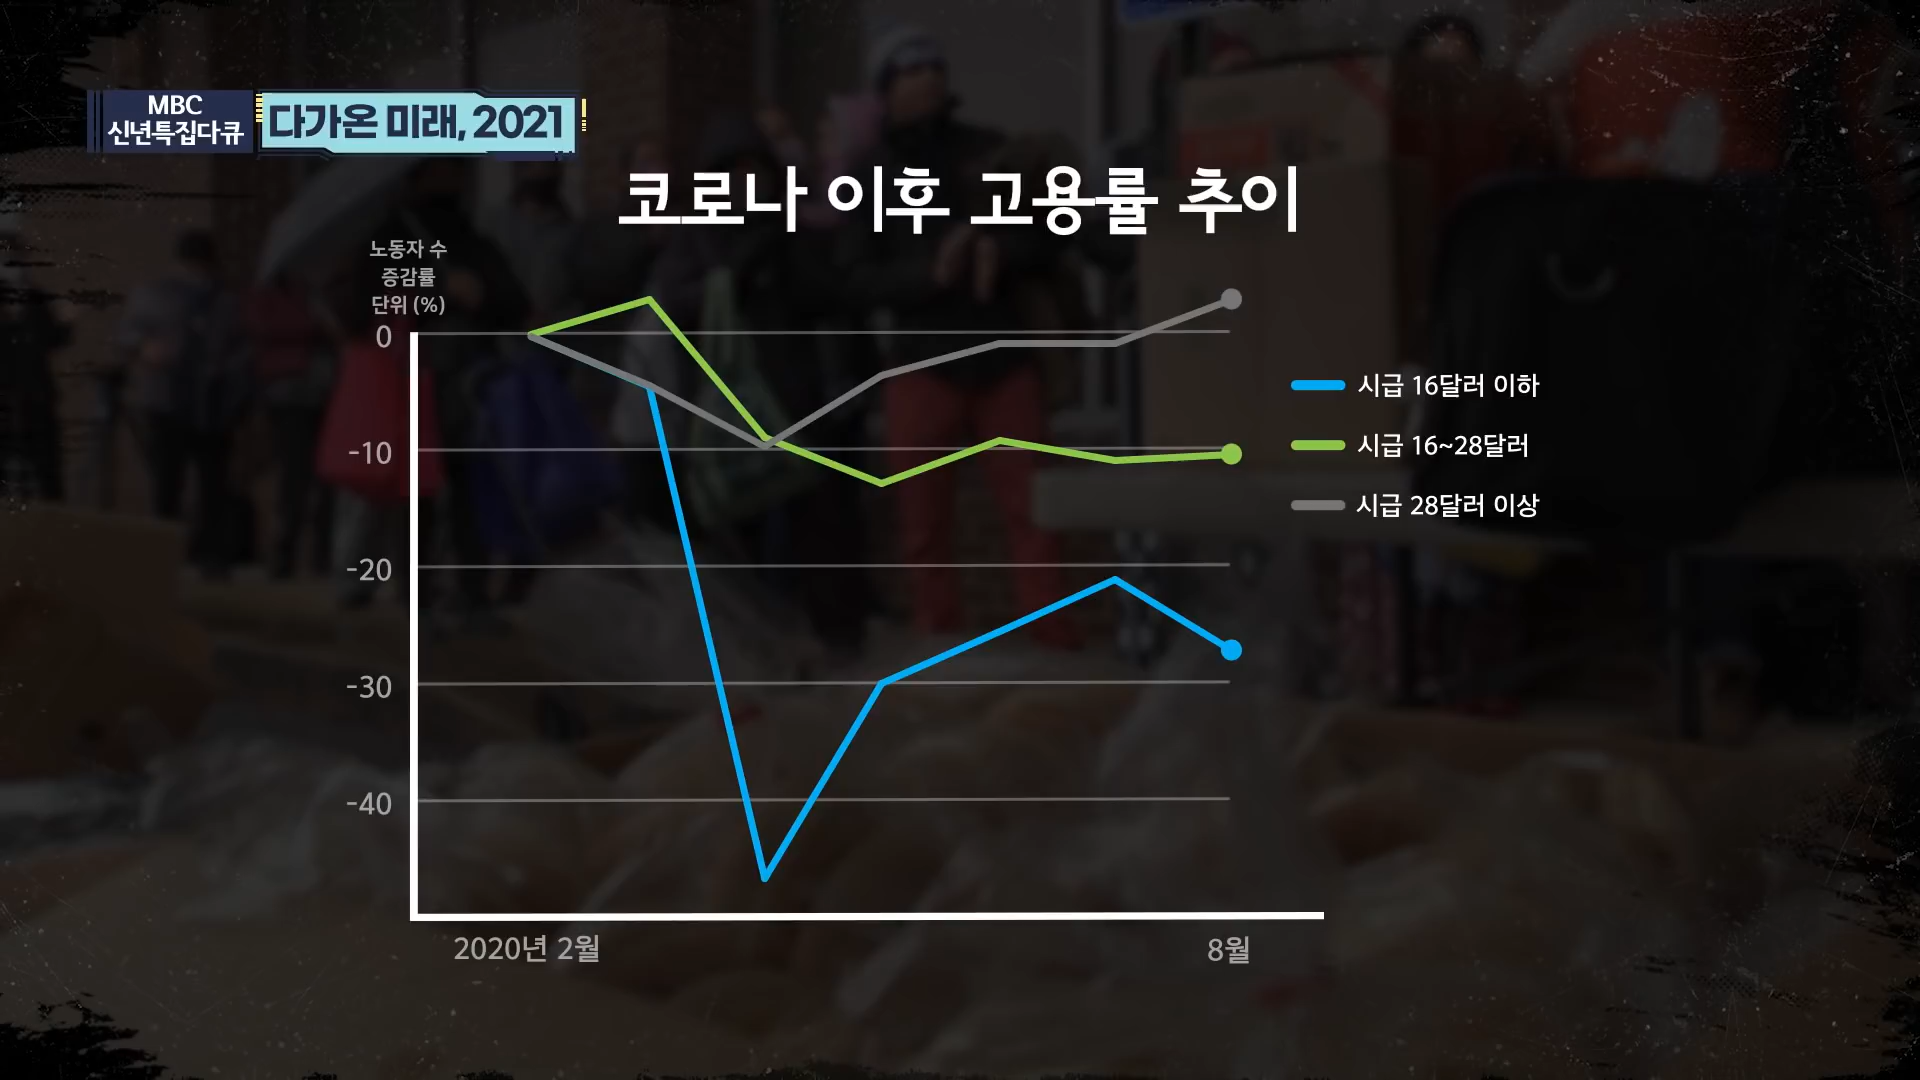 MBC
신년특집다큐
다가온 미래, 2021
코로나 이후 고용률 추이
노동자 수
증감률
단위 (%)
0
-10
-20
-30
-40
시급 16달러 이하
시급 16~28달러
시급 28달러 이상
2020년 2월
8월